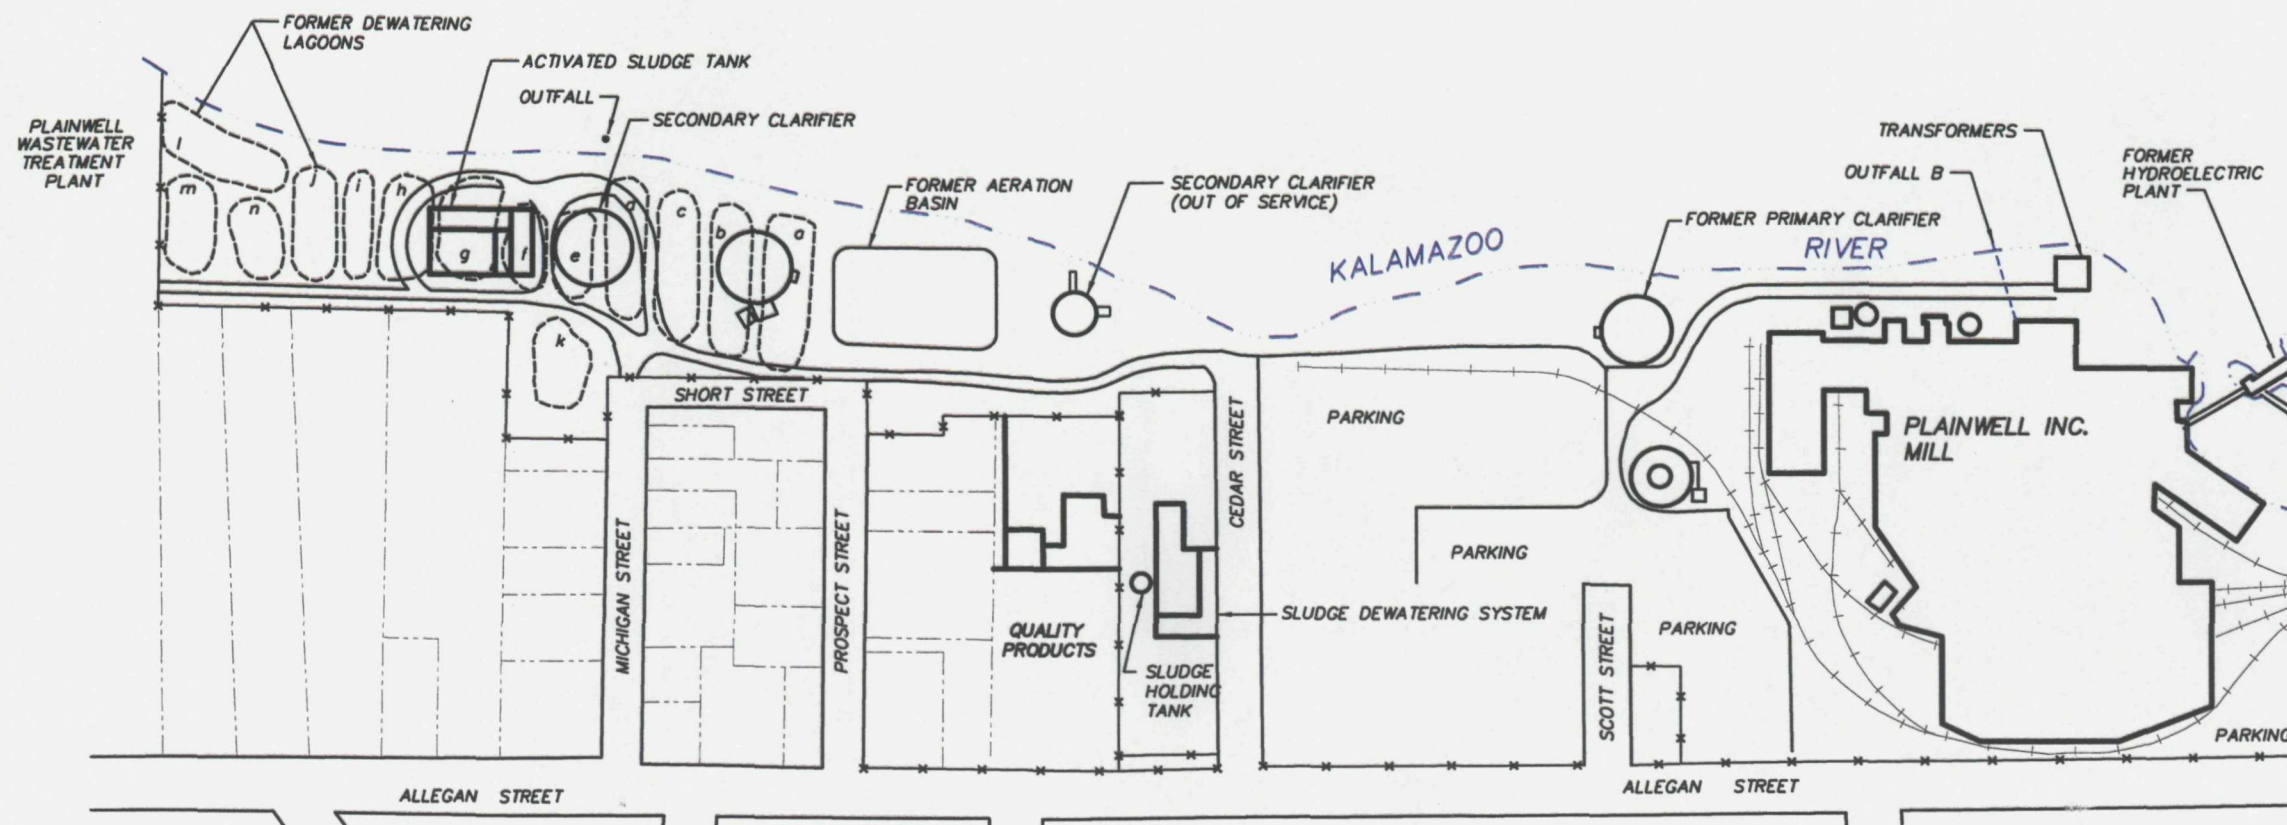 FORMER DEWATERING
LAGOONS
ACTIVATED SLUDGE TANK
OUTFALL
SECONDARY CLARIFIER
PLAINWELL
WASTEWATER
TREATMENT
PLANT
l
m
n
j
i
h
g
f
e
d
c
b
a
k
FORMER AERATION
BASIN
SECONDARY CLARIFIER
(OUT OF SERVICE)
KALAMAZOO
RIVER
FORMER PRIMARY CLARIFIER
OUTFALL B
TRANSFORMERS
FORMER
HYDROELECTRIC
PLANT
PLAINWELL INC.
MILL
SHORT STREET
MICHIGAN STREET
PROSPECT STREET
QUALITY
PRODUCTS
SLUDGE
HOLDING
TANK
CEDAR STREET
SLUDGE DEWATERING SYSTEM
PARKING
PARKING
PARKING
SCOTT STREET
PARKING
ALLEGAN STREET
ALLEGAN STREET